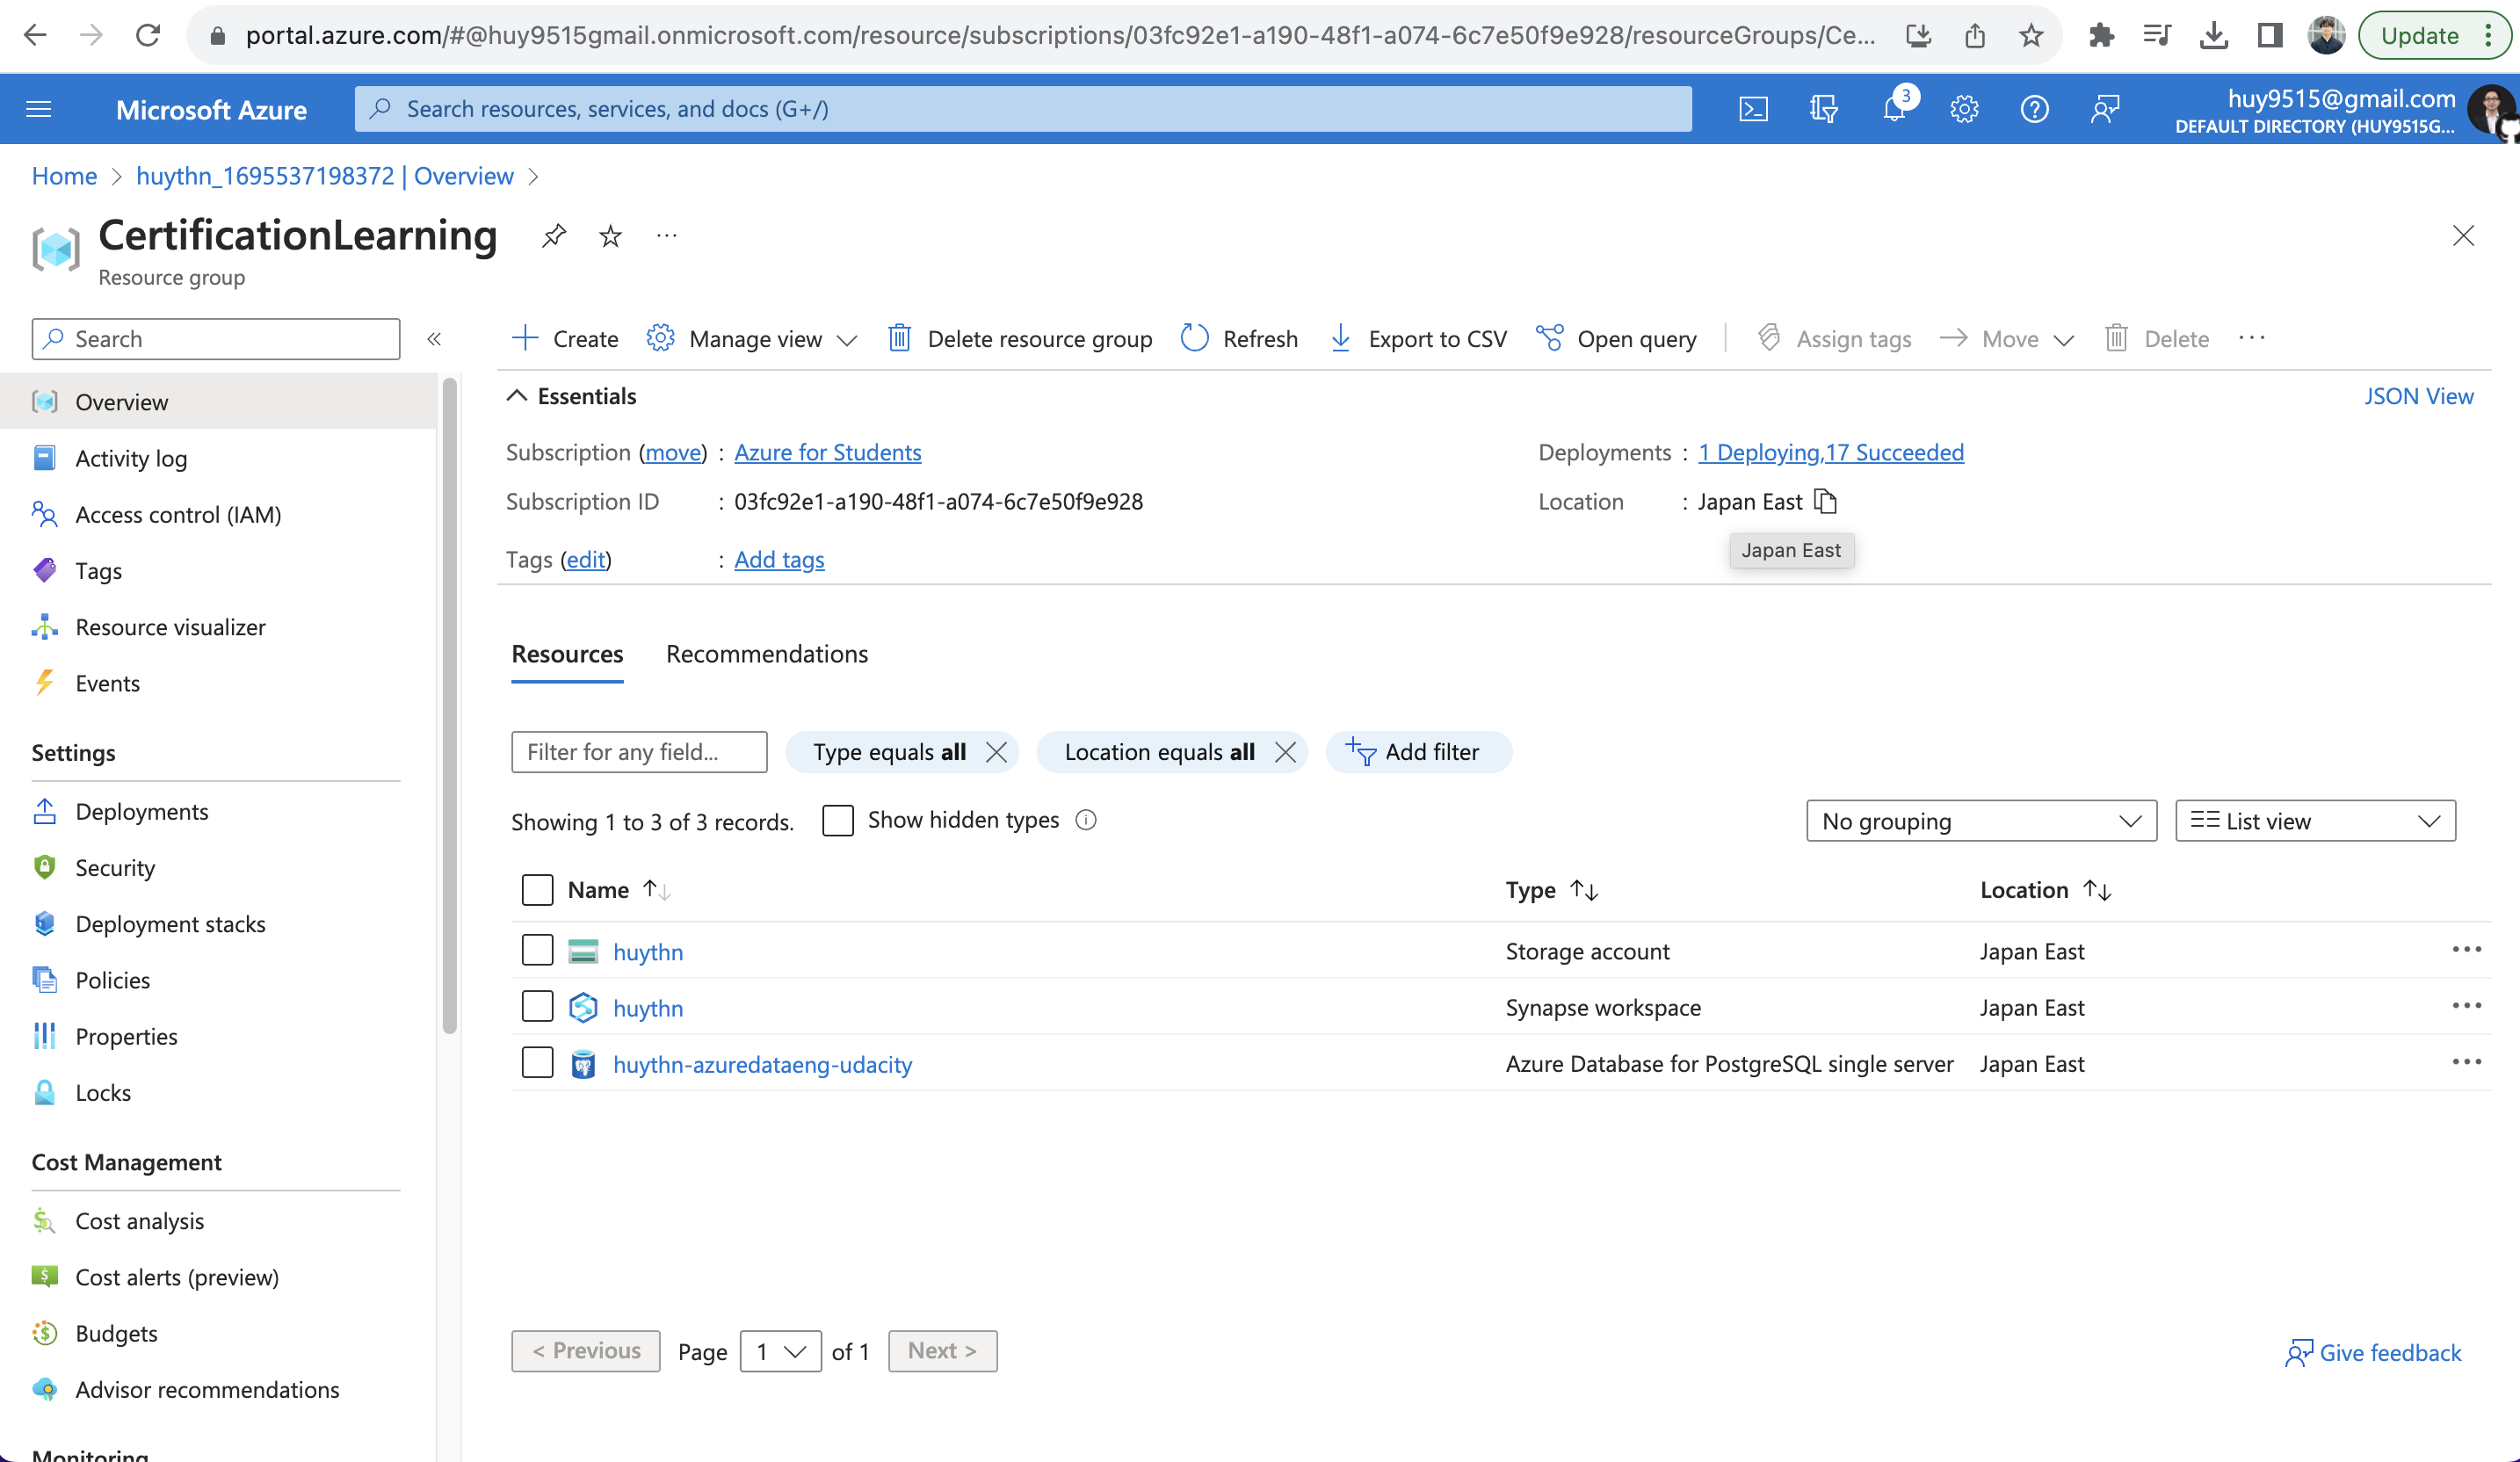 portal.azure.com/#@huy9515gmail.onmicrosoft.com/resource/subscriptions/03fc92e1-a190-48f1-a074-6c7e50f9e928/resourceGroups/Ce...
Update
Microsoft Azure
Search resources, services, and docs (G+/)
3
huy9515@gmail.com
DEFAULT DIRECTORY (HUY9515G...
Home > huythn_1695537198372 | Overview >
CertificationLearning
Resource group
Search
Create
Manage view
Delete resource group
Refresh
Export to CSV
Open query
Assign tags
Move
Delete
Overview
Activity log
Access control (IAM)
Tags
Resource visualizer
Events
Settings
Deployments
Security
Deployment stacks
Policies
Properties
Locks
Cost Management
Cost analysis
Cost alerts (preview)
Budgets
Advisor recommendations
Monitoring
Essentials
JSON View
Subscription (move) : Azure for Students
Subscription ID : 03fc92e1-a190-48f1-a074-6c7e50f9e928
Tags (edit) : Add tags
Deployments : 1 Deploying,17 Succeeded
Location : Japan East
Japan East
Resources
Recommendations
Filter for any field...
Type equals all
Location equals all
Add filter
Showing 1 to 3 of 3 records.
Show hidden types
No grouping
List view
Name Type Location
huythn Storage account Japan East
huythn Synapse workspace Japan East
huythn-azuredataeng-udacity Azure Database for PostgreSQL single server Japan East
< Previous Page 1 of 1 Next >
Give feedback